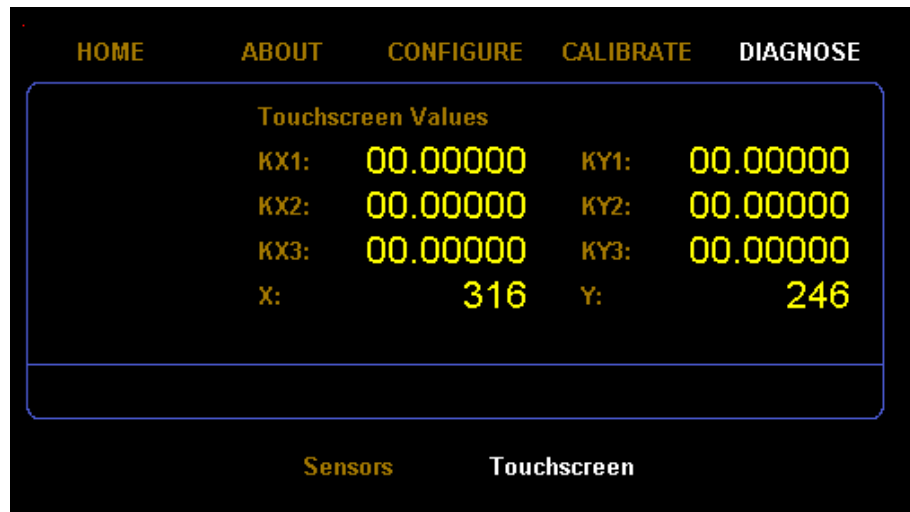 HOME ABOUT CONFIGURE CALIBRATE DIAGNOSE
Touchscreen Values
KX1: 00.00000 KY1: 00.00000
KX2: 00.00000 KY2: 00.00000
KX3: 00.00000 KY3: 00.00000
X: 316 Y: 246
Sensors Touchscreen